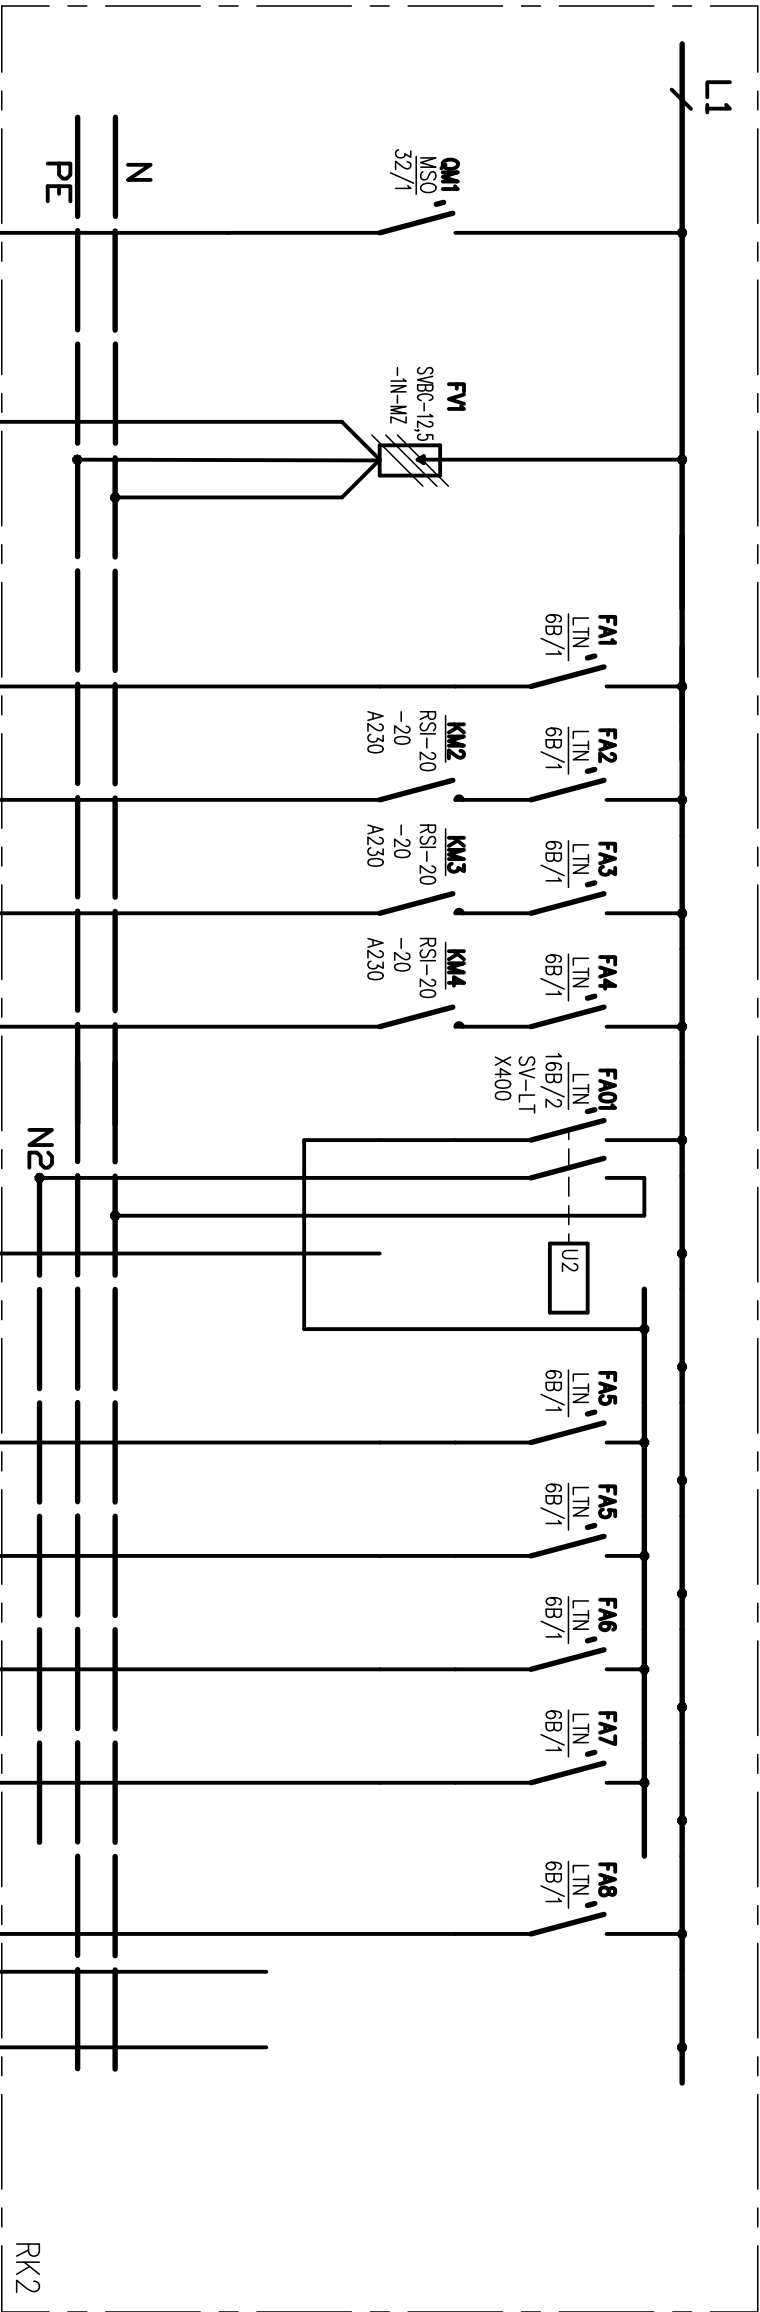 L1
N
PE
QM1
MSO
32/1
FV1
SVBC-12,5
-1N-MZ
FA1
LTN
6B/1
FA2
LTN
6B/1
KM2
RSI-20
-20
A230
FA3
LTN
6B/1
KM3
RSI-20
-20
A230
FA4
LTN
6B/1
KM4
RSI-20
-20
A230
FA01
LTN
16B/2
SV-LT
X400
N2
U2
FA5
LTN
6B/1
FA5
LTN
6B/1
FA6
LTN
6B/1
FA7
LTN
6B/1
FA8
LTN
6B/1
RK2